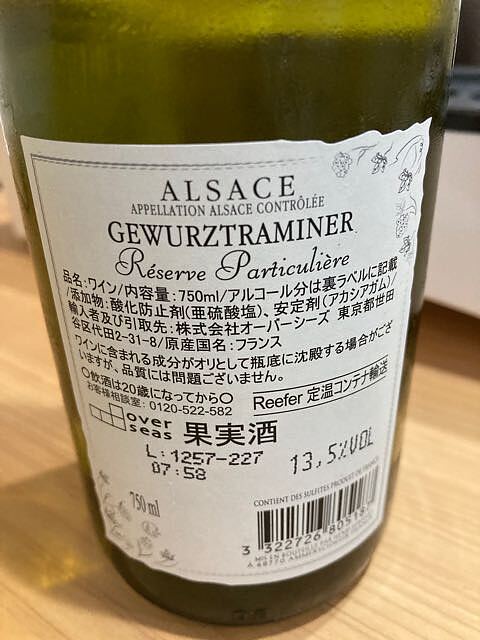 ALSACE
APPELLATION ALSACE CONTRÔLÉE
GEWURZTRAMINER
Réserve Particulière
品名:ワイン/内容量:750ml/アルコール分は裏ラベルに記載
/添加物:酸化防止剤(亜硫酸塩)、安定剤(アカシアガム)/
輸入者及び引取先:株式会社オーバーシーズ 東京都世田
谷区代田2-31-8/原産国名:フランス
ワインに含まれる成分がオリとして瓶底に沈殿する場合がござ
いますが、品質には問題ございません。
〇飲酒は20歳になってから〇
お客様相談室: 0120-522-582
Reefer 定温コンテナ輸送
over
seas
果実酒
L:1257-227
07:58
13,5%VOL
750 ml
CONTIENT DES SULFITES PRODUIT DE FRANCE
3 322726 805187
MIS EN BOUTEILLE PAR
A 68770 AMMERSCHWIHR